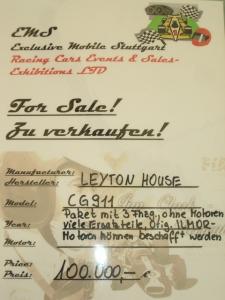 EMS
Exclusive Mobile Stuttgart
Racing Cars Events & Sales-
Exhibitions LTD
For Sale!
Zu verkaufen!
Manufacturer:
Hersteller: LEYTON HOUSE
Model: CG911
Paket mit 3 Fhzg., ohne Motoren
Year: viele Ersatzteile. Orig. ILMOR-
Motor: Motoren können beschafft werden
Price:
Preis: 100.000,- €